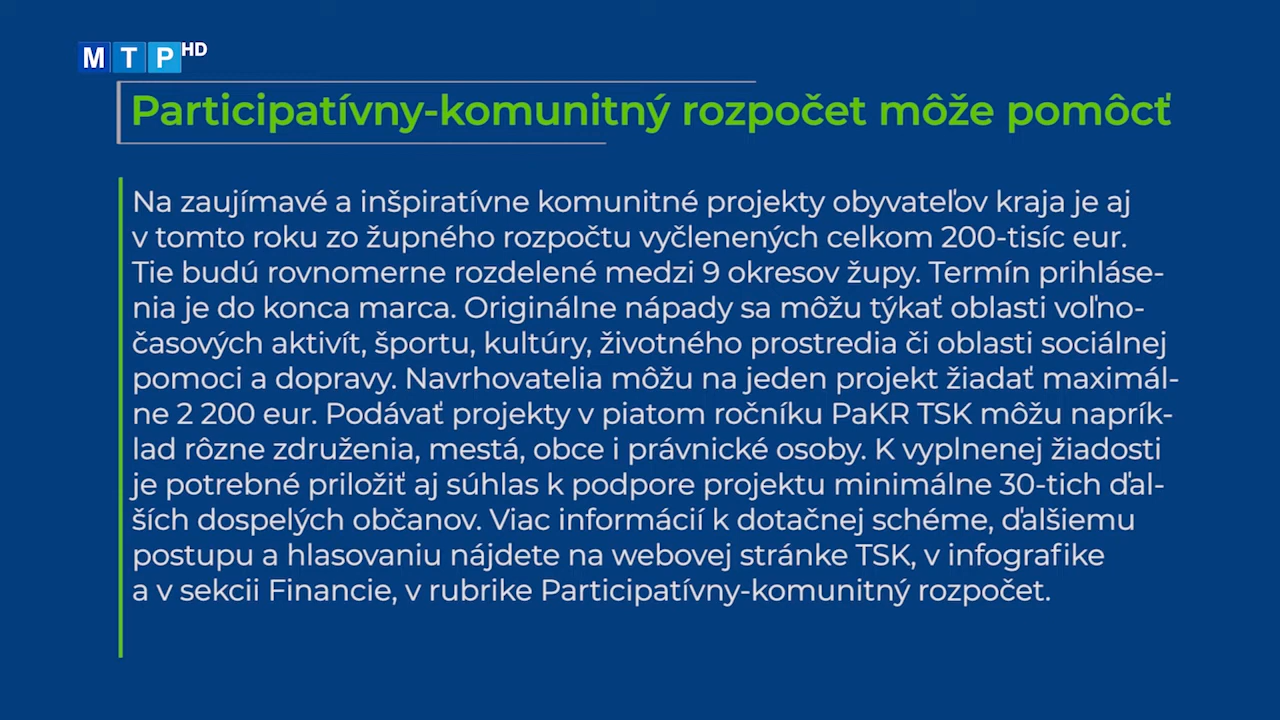 MTP HD
Participatívny-komunitný rozpočet môže pomôcť
Na zaujímavé a inšpiratívne komunitné projekty obyvateľov kraja je aj
v tomto roku zo župného rozpočtu vyčlenených celkom 200-tisíc eur.
Tie budú rovnomerne rozdelené medzi 9 okresov župy. Termín prihláse-
nia je do konca marca. Originálne nápady sa môžu týkať oblasti voľno-
časových aktivít, športu, kultúry, životného prostredia či oblasti sociálnej
pomoci a dopravy. Navrhovatelia môžu na jeden projekt žiadať maximál-
ne 2 200 eur. Podávať projekty v piatom ročníku PaKR TSK môžu naprík-
lad rôzne združenia, mestá, obce i právnické osoby. K vyplnenej žiadosti
je potrebné priložiť aj súhlas k podpore projektu minimálne 30-tich ďal-
ších dospelých občanov. Viac informácií k dotačnej schéme, ďalšiemu
postupu a hlasovaniu nájdete na webovej stránke TSK, v infografike
a v sekcii Financie, v rubrike Participatívny-komunitný rozpočet.